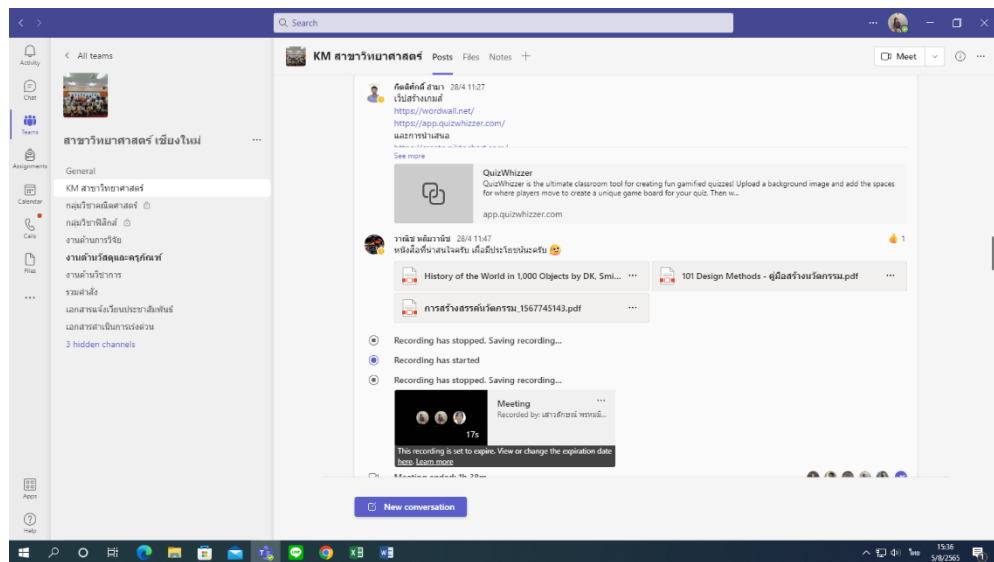 Search
Activity
Chat
Teams
Assignments
Calendar
Calls
Files
Apps
Help
All teams
สาขาวิทยาศาสตร์ เชียงใหม่
General
KM สาขาวิทยาศาสตร์
กลุ่มวิชาคณิตศาสตร์
กลุ่มวิชาฟิสิกส์
งานด้านการวิจัย
งานด้านวัสดุและครุภัณฑ์
งานด้านวิชาการ
รวมคำสั่ง
เอกสารแจ้งเวียนประชาสัมพันธ์
เอกสารดำเนินการเร่งด่วน
3 hidden channels
KM สาขาวิทยาศาสตร์ Posts Files Notes
Meet
28/4 11:27
เว็ปสร้างเกมส์
https://wordwall.net/
https://app.quizwhizzer.com/
และการนำเสนอ
See more
QuizWhizzer
QuizWhizzer is the ultimate classroom tool for creating fun gamified quizzes! Upload a background image and add the spaces
for where players move to create a unique game board for your quiz. Then w...
app.quizwhizzer.com
28/4 11:47
1
หนังสือที่น่าสนใจครับ เผื่อมีประโยชน์นะครับ
History of the World in 1,000 Objects by DK, Smi...
101 Design Methods - คู่มือสร้างนวัตกรรม.pdf
การสร้างสรรค์นวัตกรรม_1567745143.pdf
Recording has stopped. Saving recording...
Recording has started
Recording has stopped. Saving recording...
Meeting
Recorded by:
17s
This recording is set to expire. View or change the expiration date
here. Learn more
Meeting ended: 1h 38m
New conversation
ไทย
15:36
5/8/2565